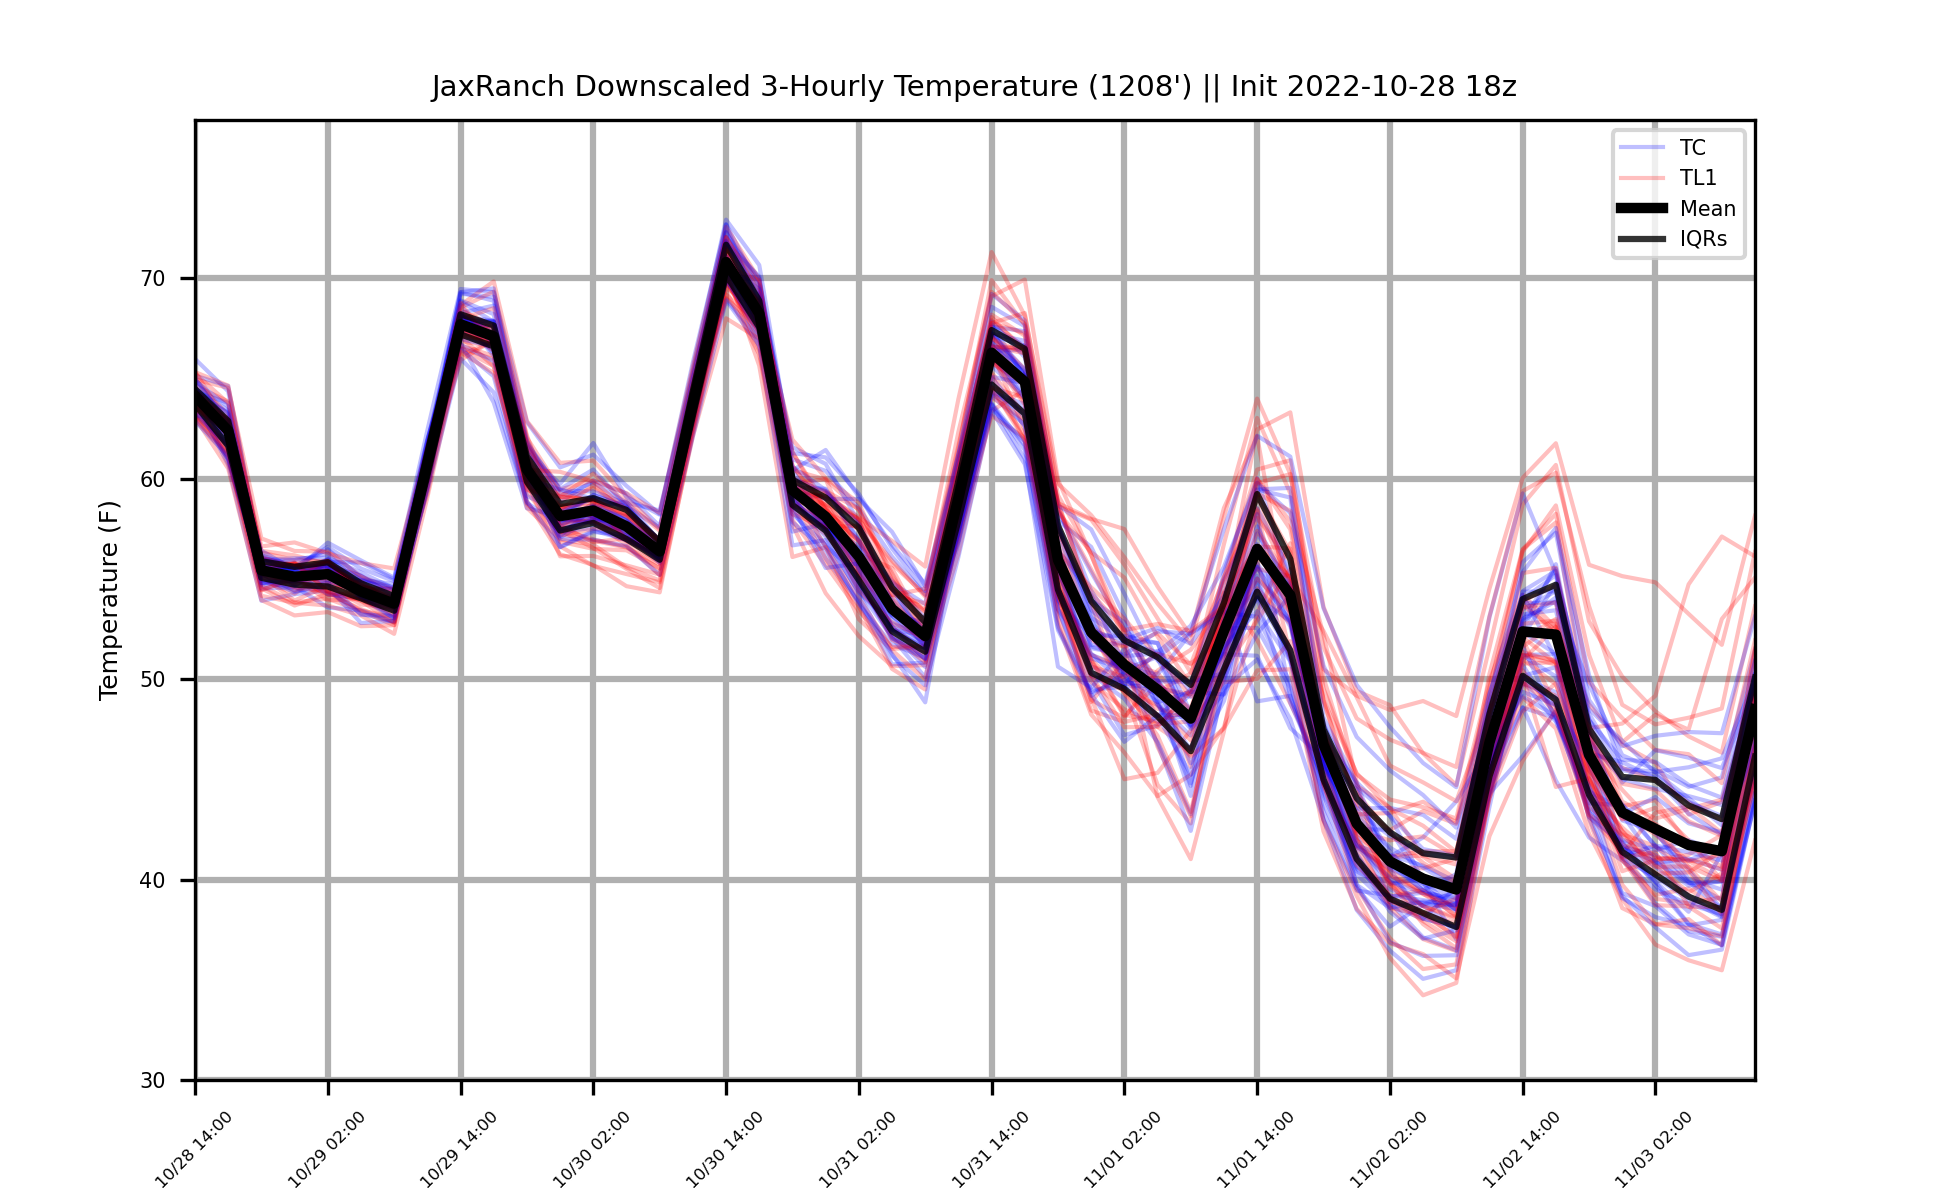 JaxRanch Downscaled 3-Hourly Temperature (1208') || Init 2022-10-28 18z
TC
TL1
Mean
IQRs
Temperature (F)
70
60
50
40
30
10/28 14:00
10/29 02:00
10/29 14:00
10/30 02:00
10/30 14:00
10/31 02:00
10/31 14:00
11/01 02:00
11/01 14:00
11/02 02:00
11/02 14:00
11/03 02:00